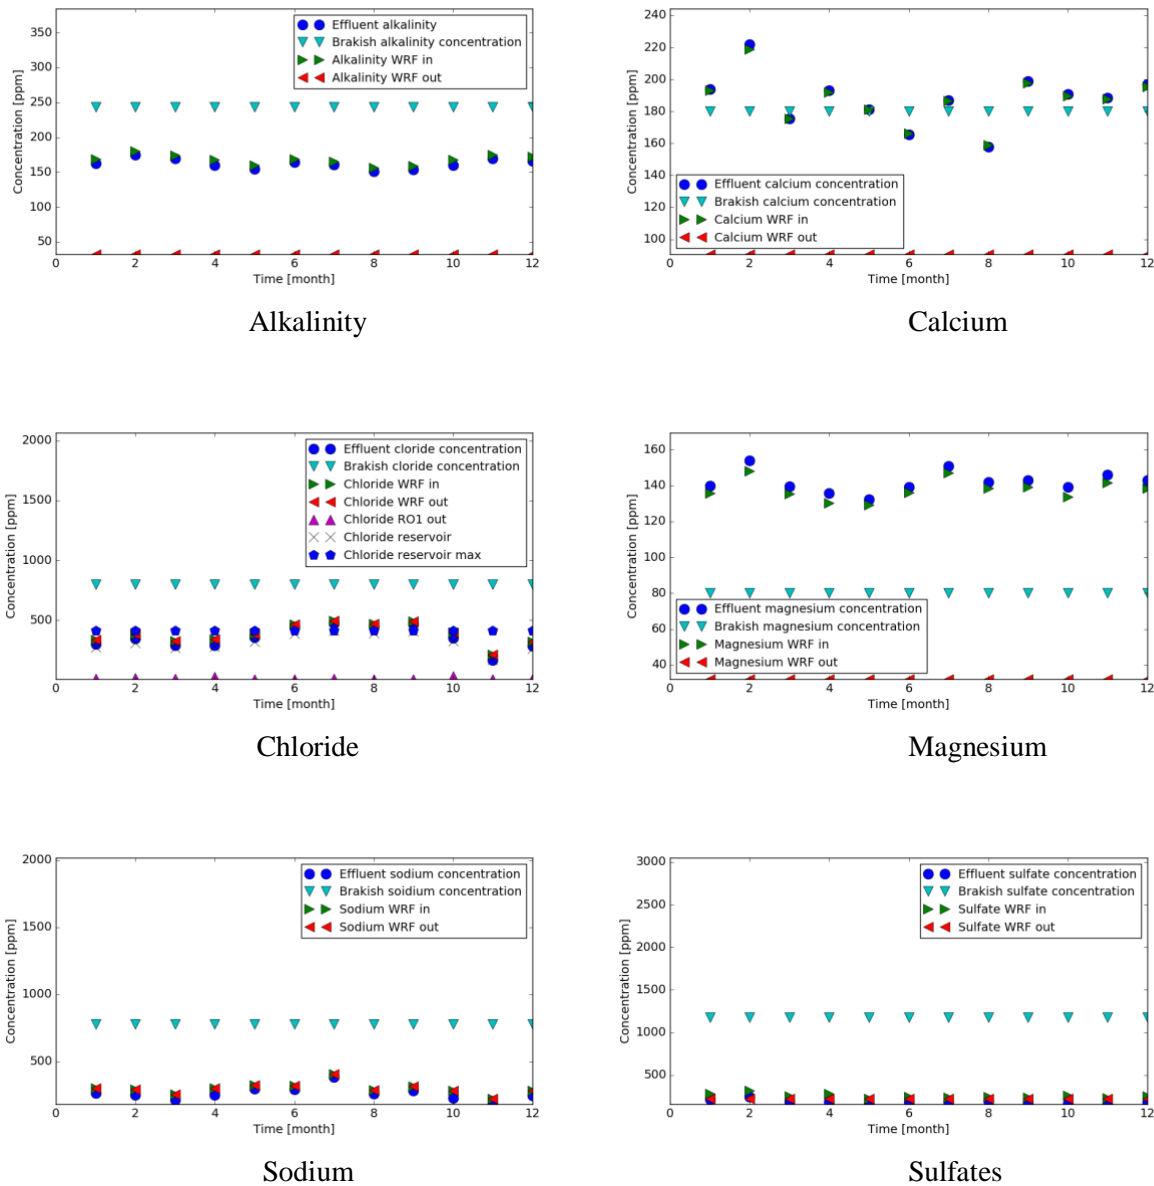 Effluent alkalinity
Brakish alkalinity concentration
Alkalinity WRF in
Alkalinity WRF out
Concentration [ppm]
350
300
250
200
150
100
50
0 2 4 6 8 10 12
Time [month]
Alkalinity
Effluent calcium concentration
Brakish calcium concentration
Calcium WRF in
Calcium WRF out
Concentration [ppm]
240
220
200
180
160
140
120
100
0 2 4 6 8 10 12
Time [month]
Calcium
Effluent cloride concentration
Brakish cloride concentration
Chloride WRF in
Chloride WRF out
Chloride RO1 out
Chloride reservoir
Chloride reservoir max
Concentration [ppm]
2000
1500
1000
500
0 2 4 6 8 10 12
Time [month]
Chloride
Effluent magnesium concentration
Brakish magnesium concentration
Magnesium WRF in
Magnesium WRF out
Concentration [ppm]
160
140
120
100
80
60
40
0 2 4 6 8 10 12
Time [month]
Magnesium
Effluent sodium concentration
Brakish soidium concentration
Sodium WRF in
Sodium WRF out
Concentration [ppm]
2000
1500
1000
500
0 2 4 6 8 10 12
Time [month]
Sodium
Effluent sulfate concentration
Brakish sulfate concentration
Sulfate WRF in
Sulfate WRF out
Concentration [ppm]
3000
2500
2000
1500
1000
500
0 2 4 6 8 10 12
Time [month]
Sulfates